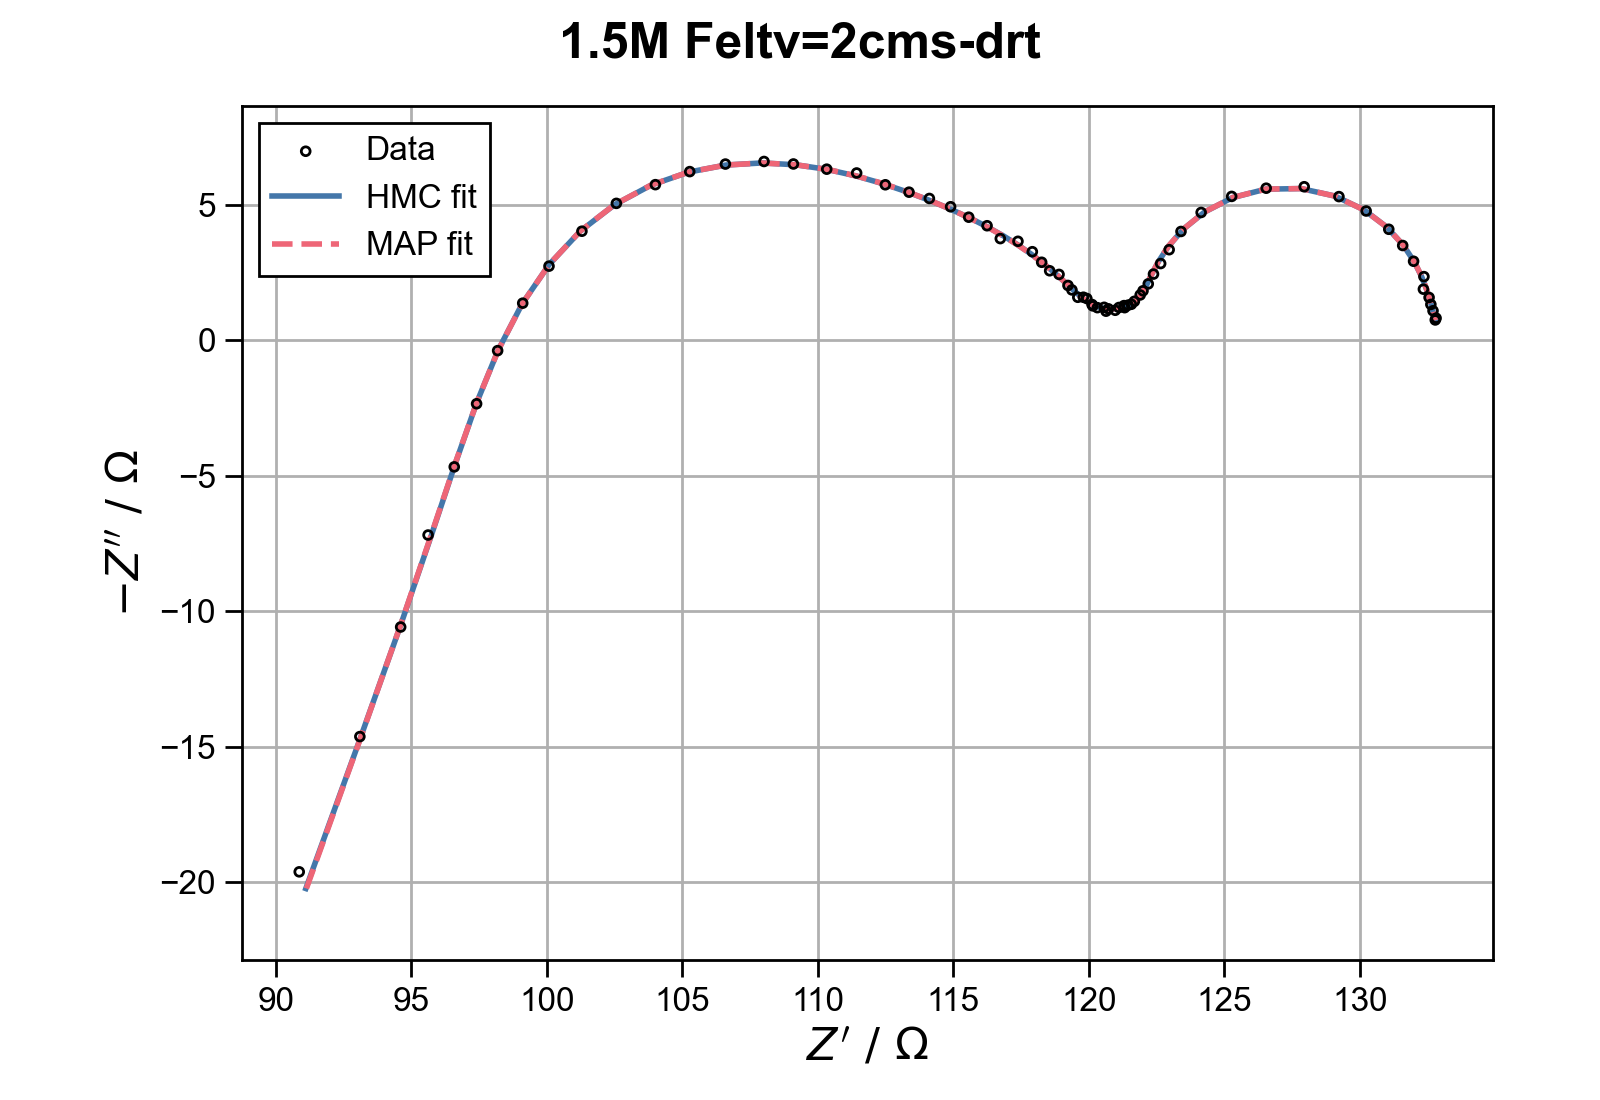 1.5M Feltv=2cms-drt
Data
HMC fit
MAP fit
5
0
−5
−10
−15
−20
−Z′′ / Ω
90 95 100 105 110 115 120 125 130
Z′ / Ω